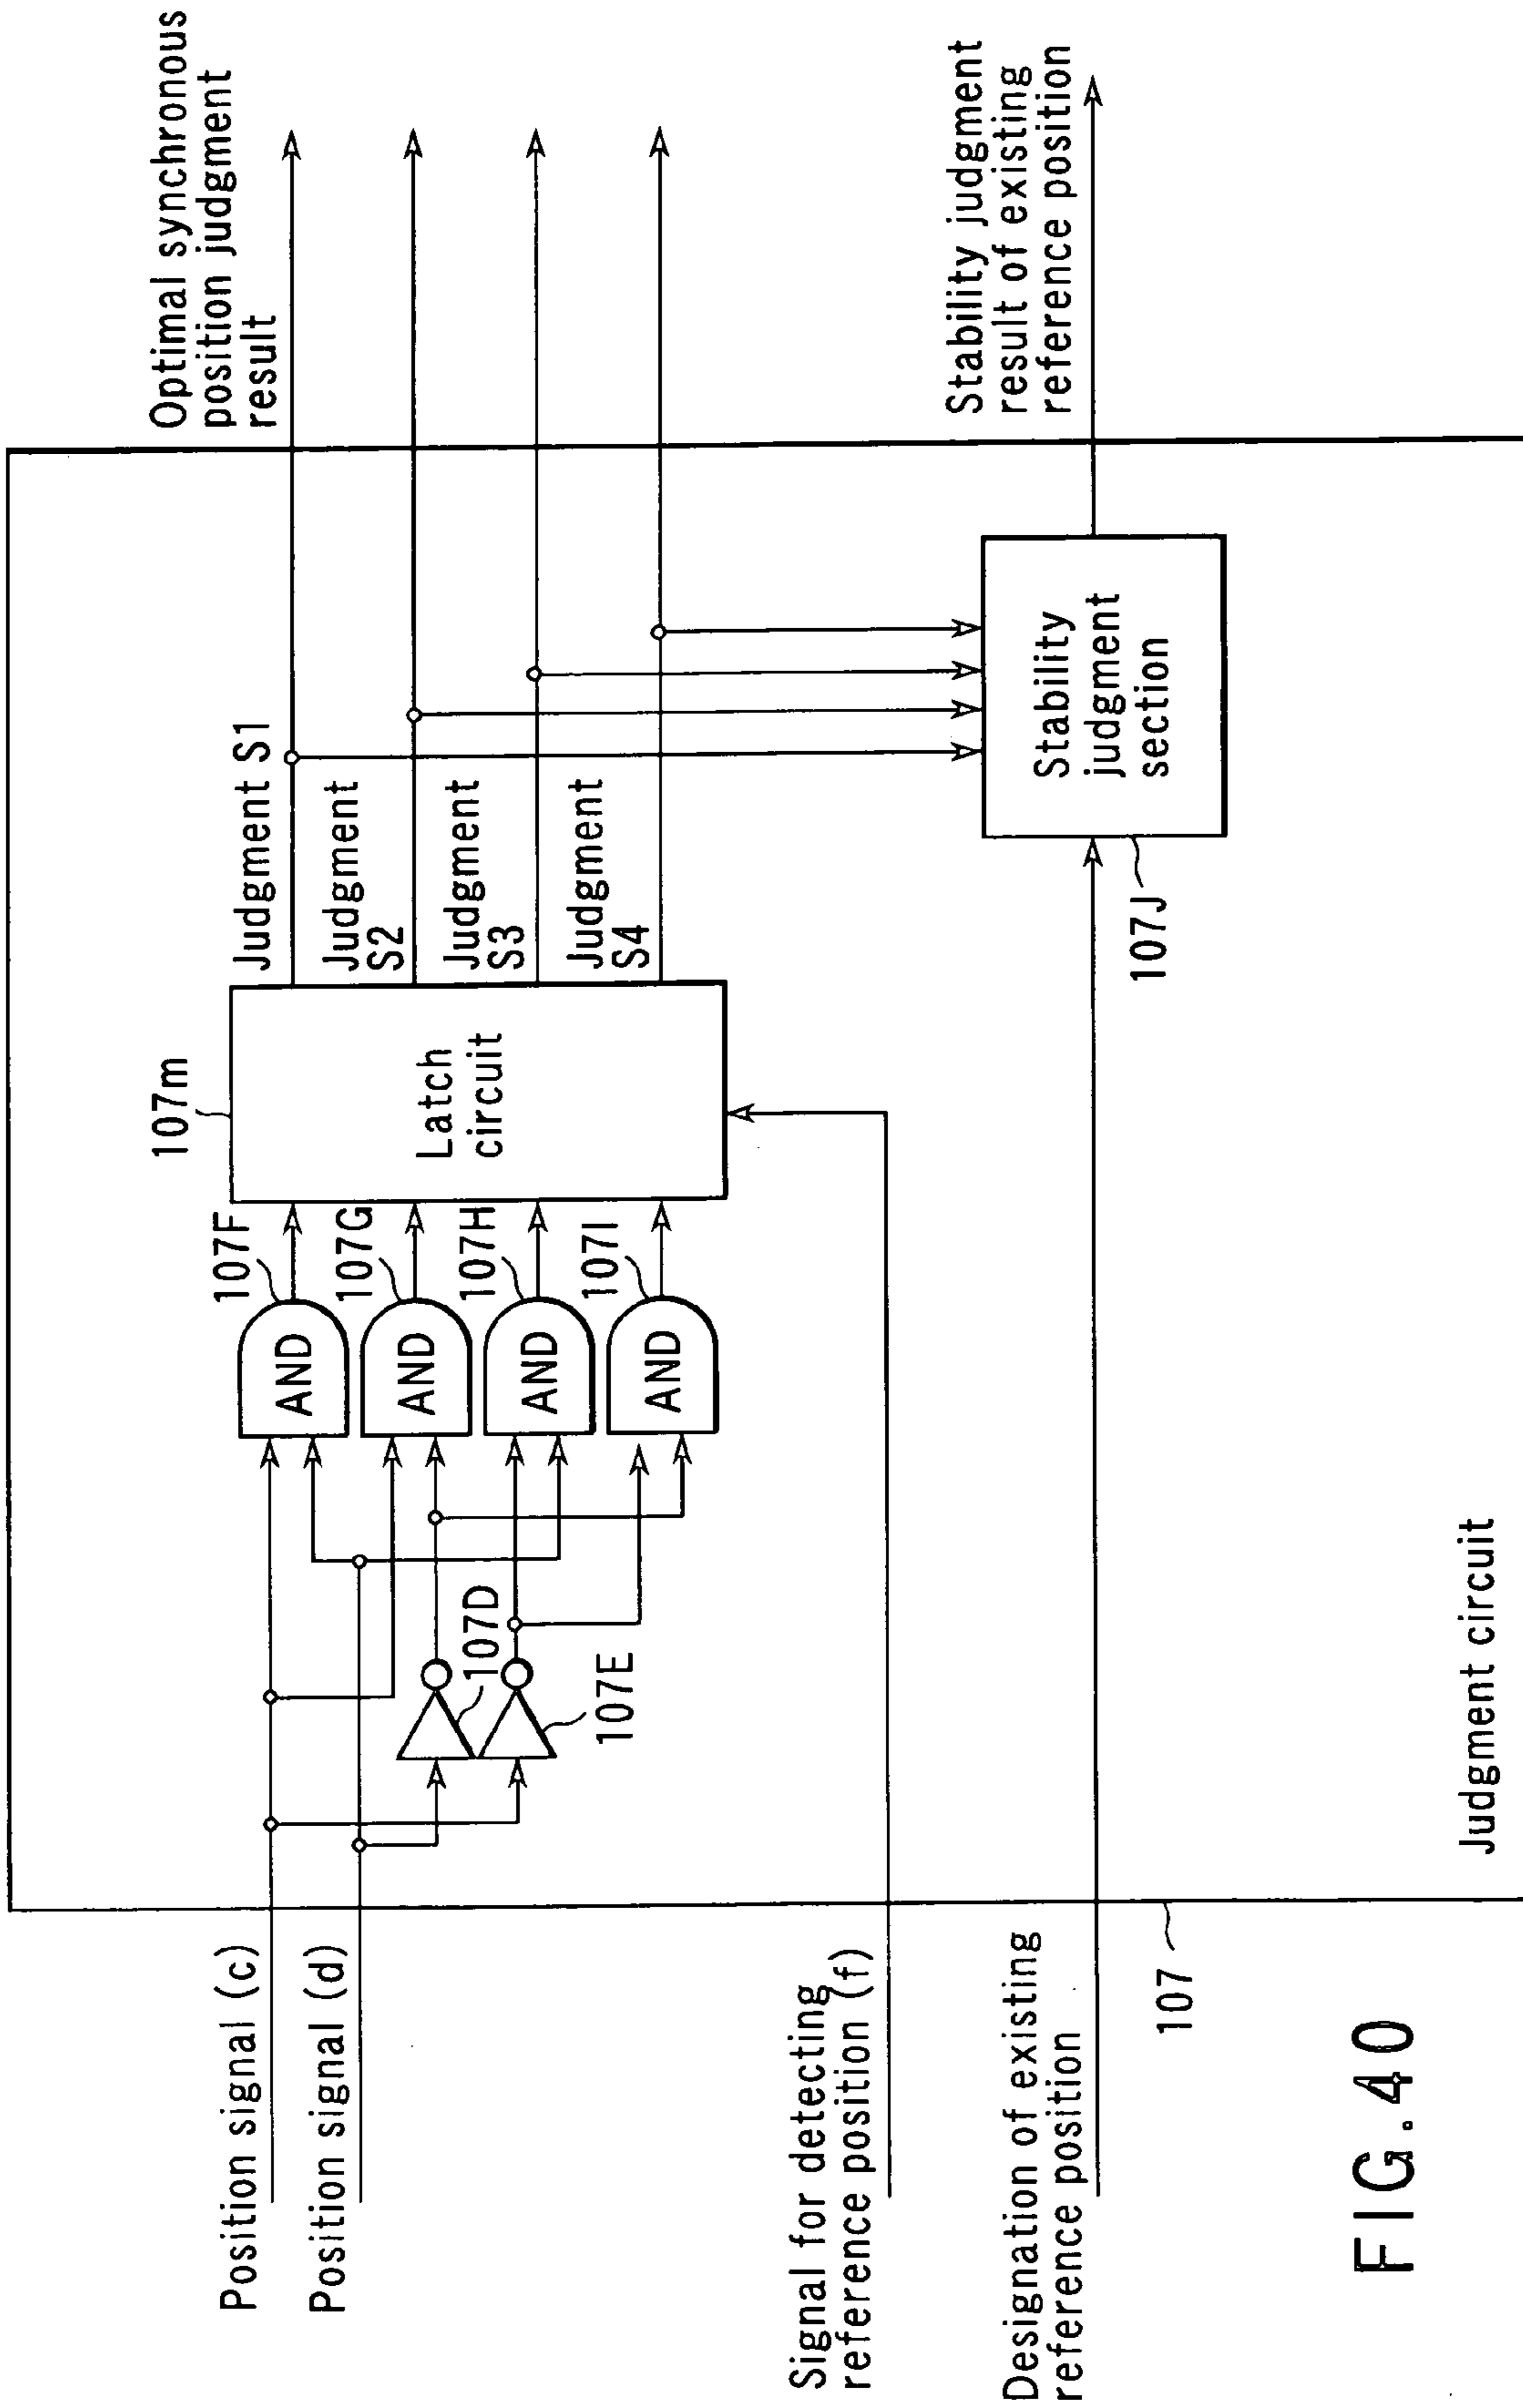 Position signal (c)
Position signal (d)
Signal for detecting
reference position (f)
Designation of existing
reference position
107
107D
107E
AND
AND
AND
AND
107F
107G
107H
107I
107m
Latch
circuit
Judgment S1
Judgment
S2
Judgment
S3
Judgment
S4
107J
Stability
judgment
section
Optimal synchronous
position judgment
result
Stability judgment
result of existing
reference position
Judgment circuit
FIG.40